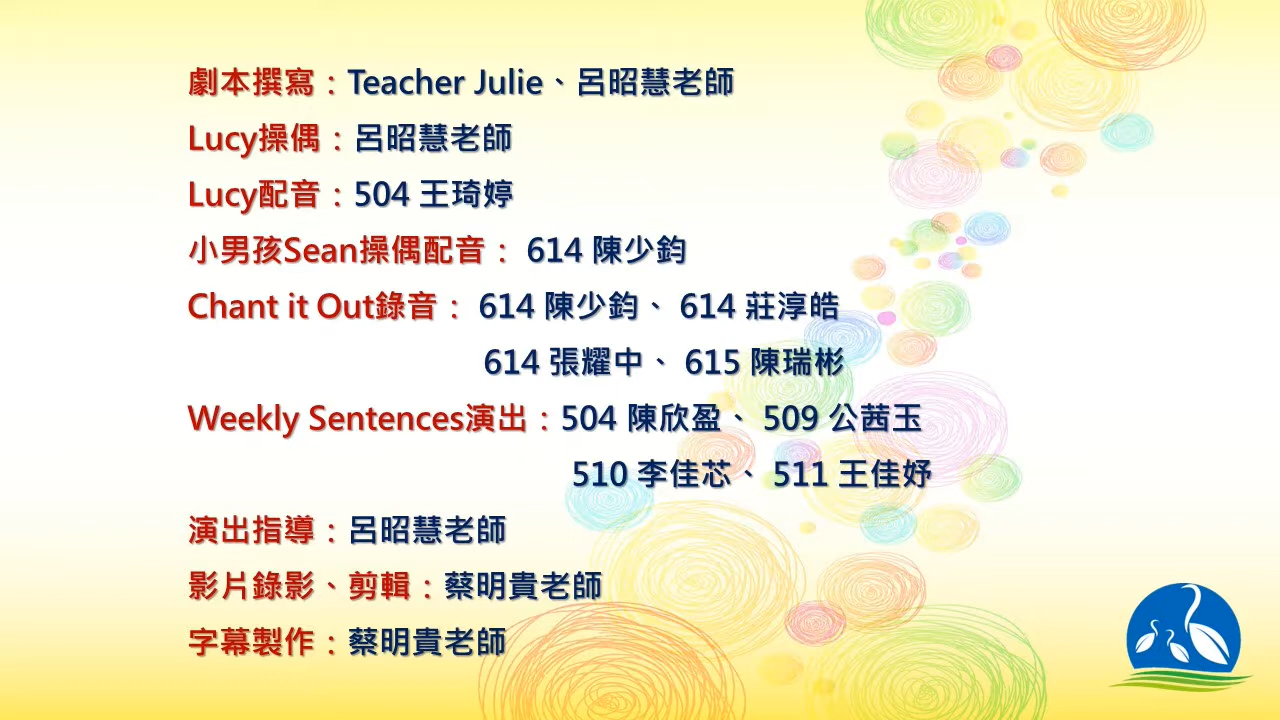 劇本撰寫：Teacher Julie、呂昭慧老師
Lucy操偶：呂昭慧老師
Lucy配音：504 王琦婷
小男孩Sean操偶配音： 614 陳少鈞
Chant it Out錄音： 614 陳少鈞、 614 莊淳皓
614 張耀中、 615 陳瑞彬
Weekly Sentences演出：504 陳欣盈、 509 公茜玉
510 李佳芯、 511 王佳妤
演出指導：呂昭慧老師
影片錄影、剪輯：蔡明貴老師
字幕製作：蔡明貴老師